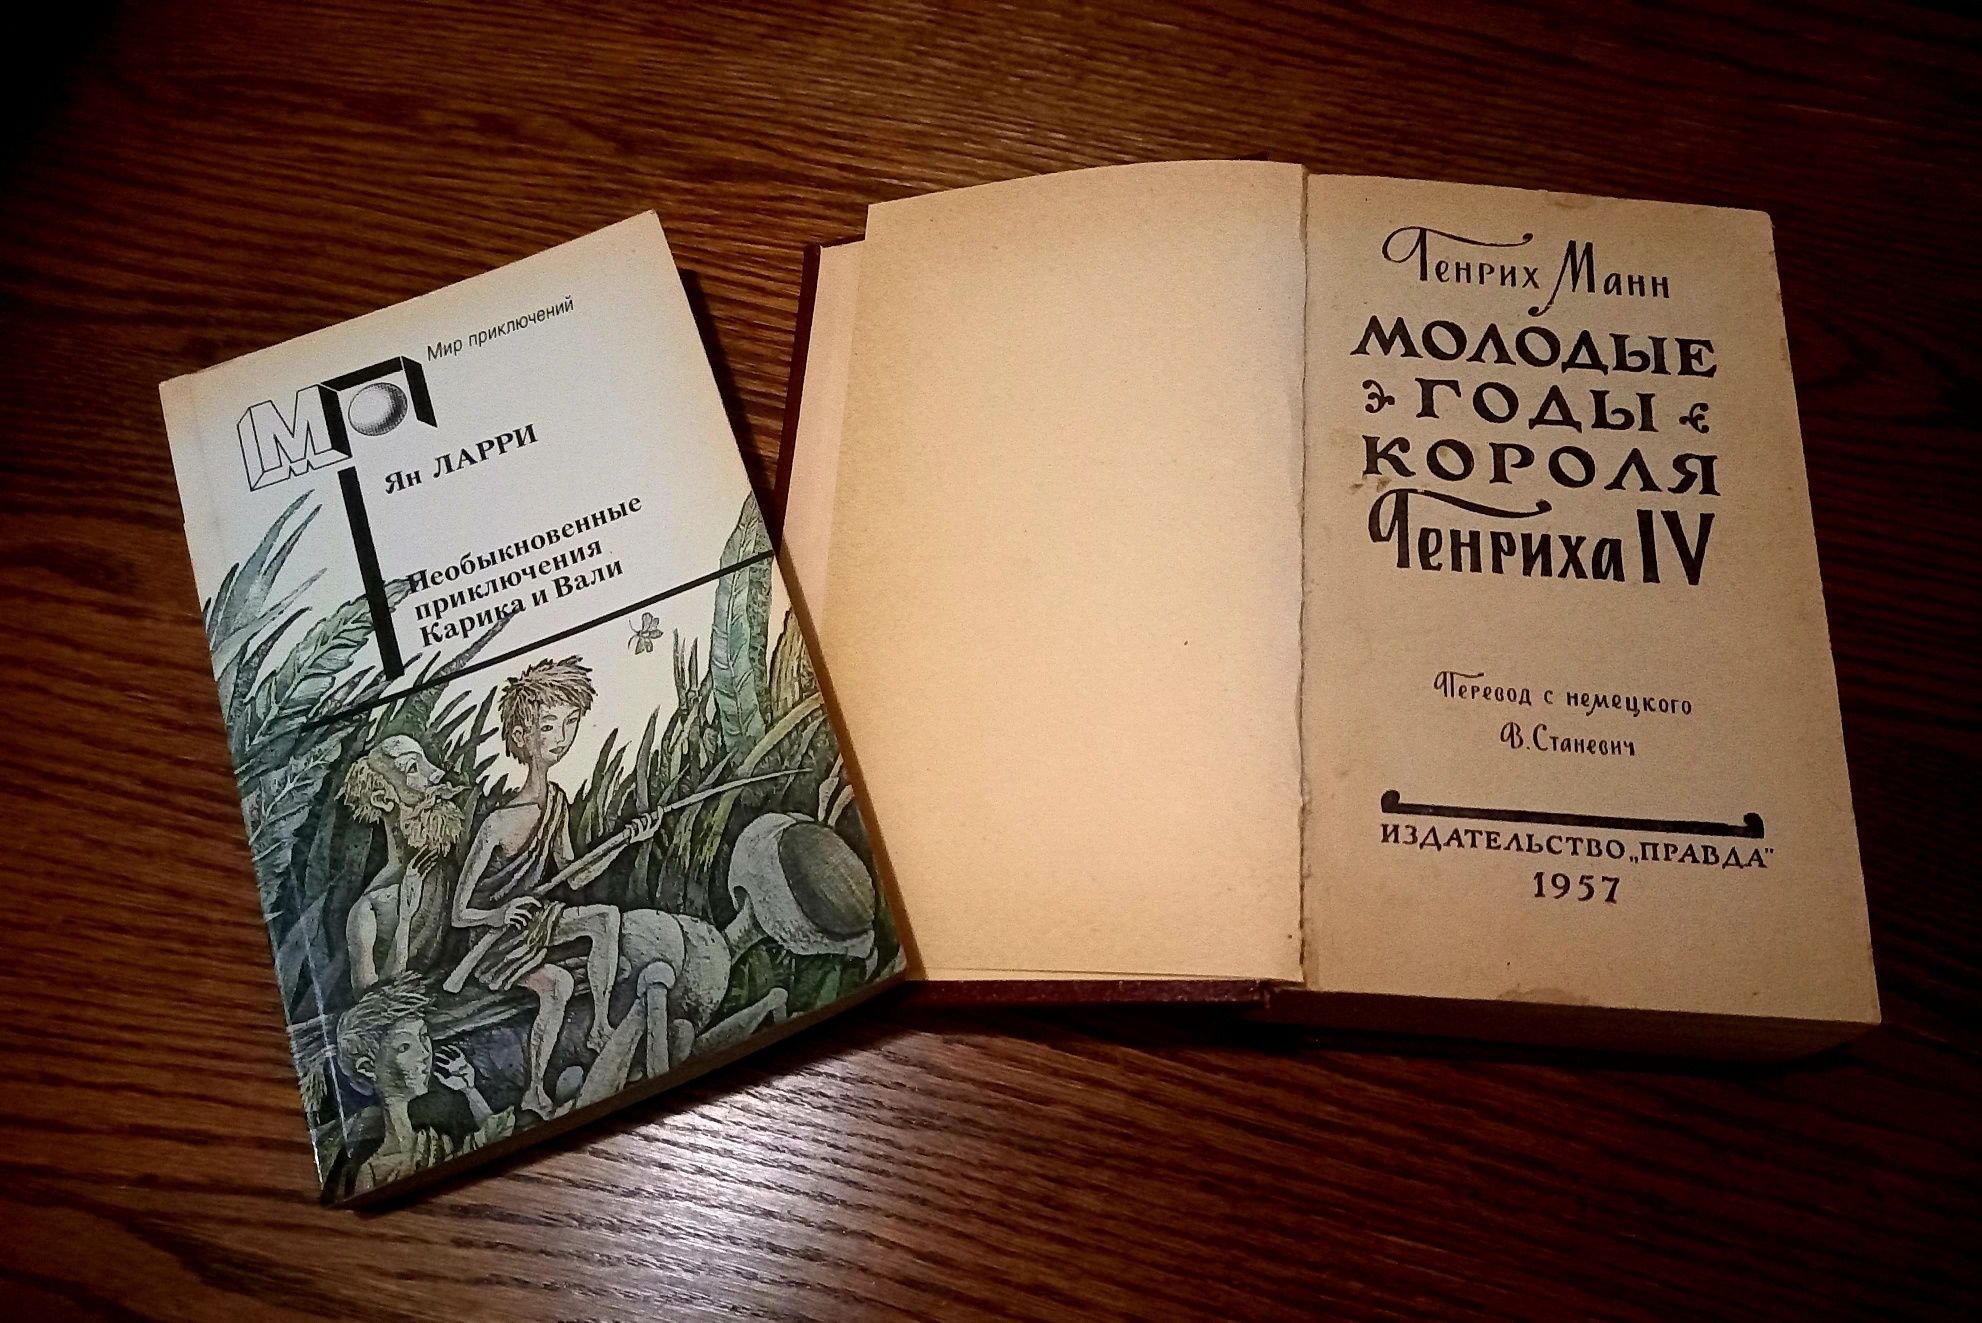 Мир приключений
МП
Ян ЛАРРИ
Необыкновенные
приключения
Карика и Вали
Генрих Манн
МОЛОДЫЕ
ГОДЫ
КОРОЛЯ
Генриха IV
Перевод с немецкого
В. Станевич
ИЗДАТЕЛЬСТВО „ПРАВДА"
1957